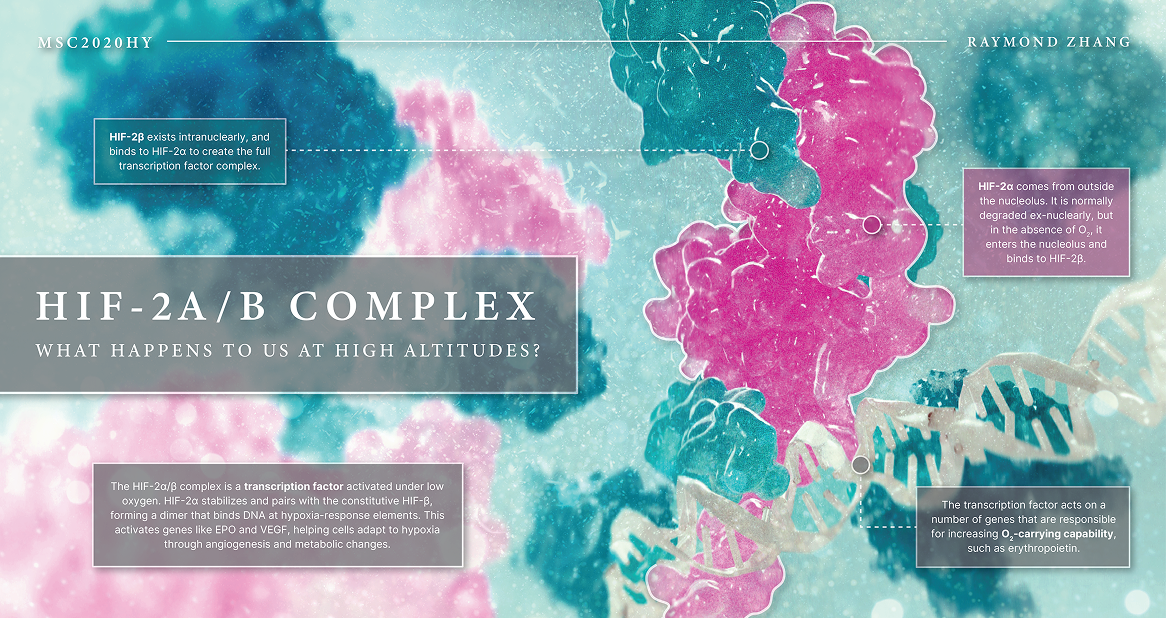 MSC2020HY
RAYMOND ZHANG
HIF-2β exists intranuclearly, and
binds to HIF-2α to create the full
transcription factor complex.
HIF-2α comes from outside
the nucleolus. It is normally
degraded ex-nuclearly, but
in the absence of O₂, it
enters the nucleolus and
binds to HIF-2β.
HIF-2A/B COMPLEX
WHAT HAPPENS TO US AT HIGH ALTITUDES?
The HIF-2α/β complex is a transcription factor activated under low
oxygen. HIF-2α stabilizes and pairs with the constitutive HIF-β,
forming a dimer that binds DNA at hypoxia-response elements. This
activates genes like EPO and VEGF, helping cells adapt to hypoxia
through angiogenesis and metabolic changes.
The transcription factor acts on a
number of genes that are responsible
for increasing O₂-carrying capability,
such as erythropoietin.